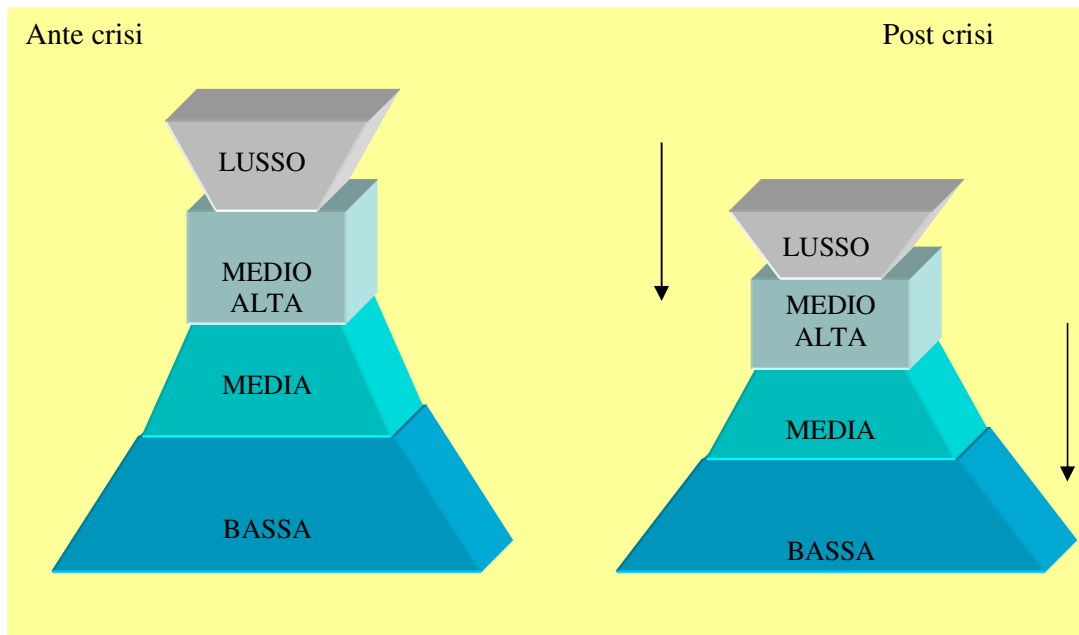 Ante crisi
Post crisi
LUSSO
MEDIO
ALTA
MEDIA
BASSA
LUSSO
MEDIO
ALTA
MEDIA
BASSA